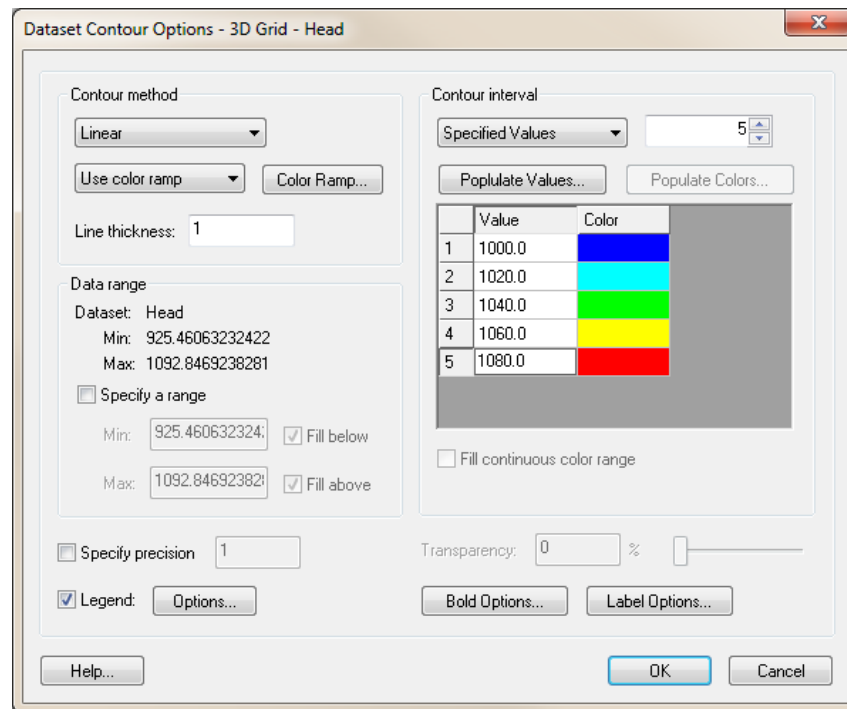 Dataset Contour Options - 3D Grid - Head
Contour method
Linear
Use color ramp
Color Ramp...
Line thickness: 1
Data range
Dataset: Head
Min: 925.46063232422
Max: 1092.8469238281
Specify a range
Min: 925.4606323242
Fill below
Max: 1092.846923828
Fill above
Contour interval
Specified Values
5
Poplulate Values...
Populate Colors...
Value Color
1 1000.0
2 1020.0
3 1040.0
4 1060.0
5 1080.0
Fill continuous color range
Specify precision 1
Transparency: 0 %
Legend: Options...
Bold Options...
Label Options...
Help...
OK
Cancel